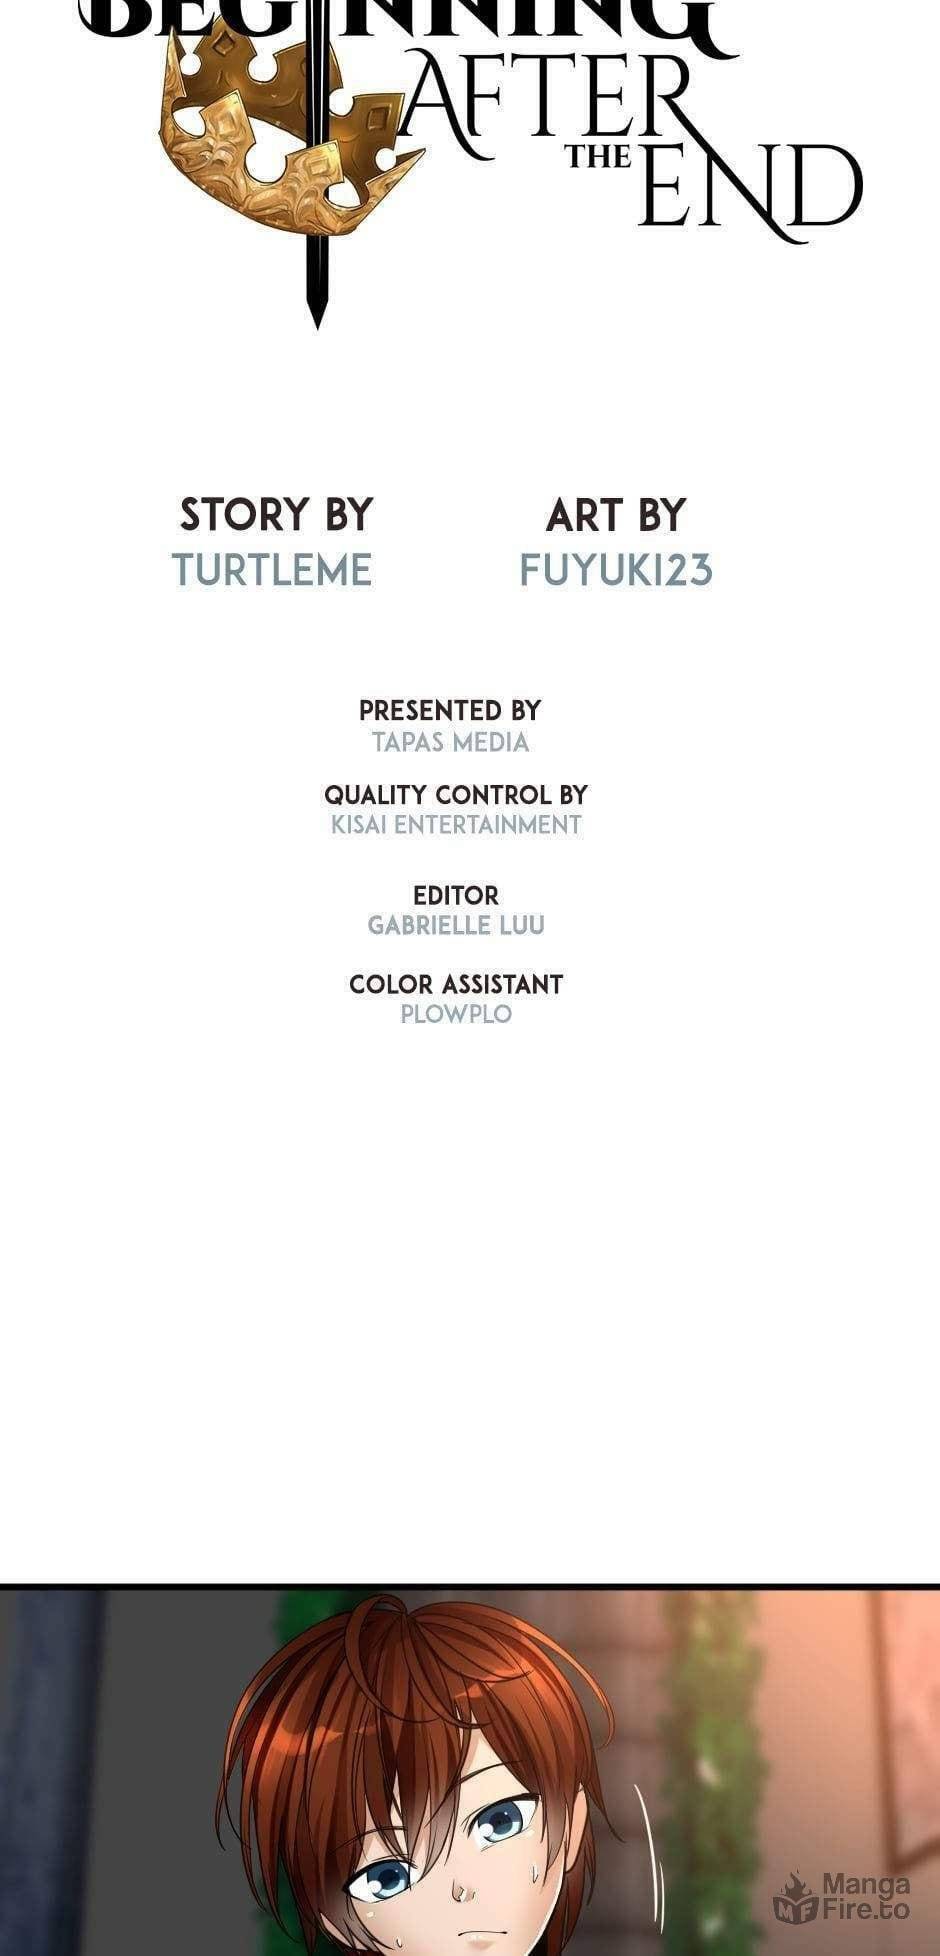 BEGINNING
AFTER
THE END
STORY BY
TURTLEME
ART BY
FUYUKI23
PRESENTED BY
TAPAS MEDIA
QUALITY CONTROL BY
KISAI ENTERTAINMENT
EDITOR
GABRIELLE LUU
COLOR ASSISTANT
PLOWPLO
MF
Manga
Fire.to